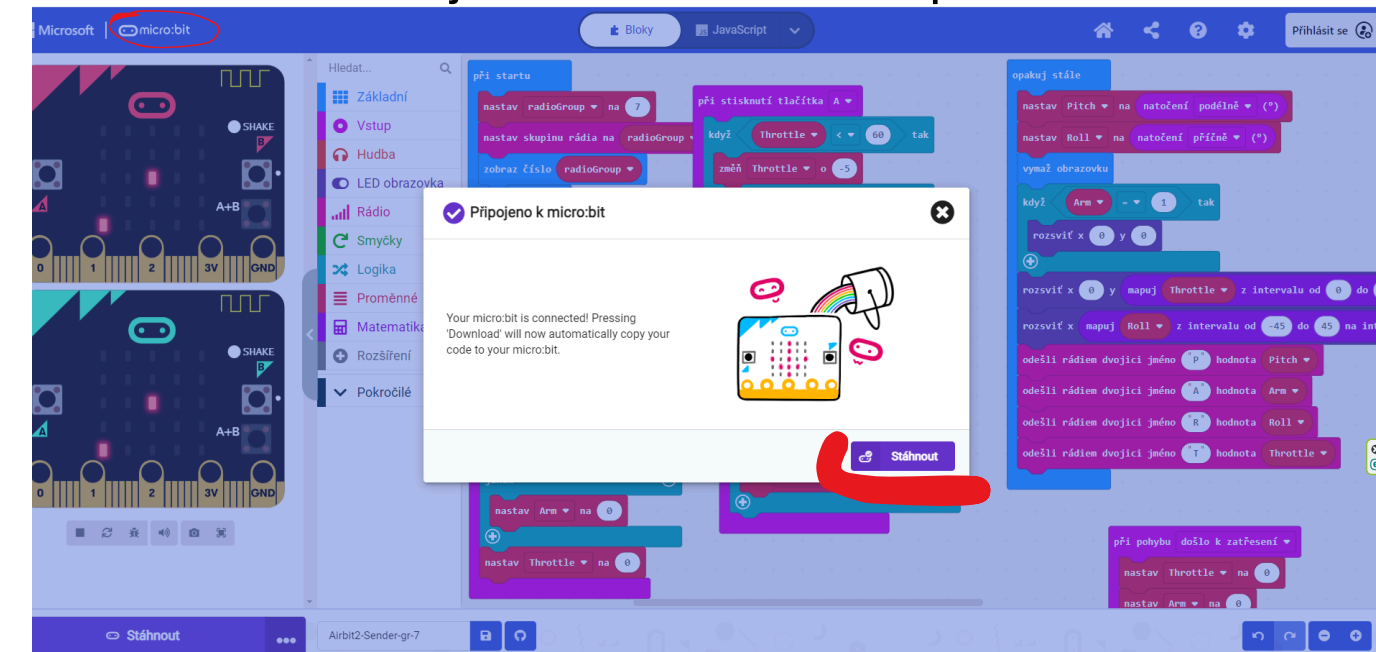 Microsoft
micro:bit
Bloky
JavaScript
Přihlásit se
SHAKE
B
A
A+B
0 1 2 3V GND
SHAKE
B
A
A+B
0 1 2 3V GND
Hledat...
Základní
Vstup
Hudba
LED obrazovka
Rádio
Smyčky
Logika
Proměnné
Matematika
Rozšíření
Pokročilé
při startu
nastav radioGroup na 7
nastav skupinu rádia na radioGroup
zobraz číslo radioGroup
při stisknutí tlačítka A
když Throttle < 60 tak
změň Throttle o -5
Připojeno k micro:bit
Your micro:bit is connected! Pressing
'Download' will now automatically copy your
code to your micro:bit.
Stáhnout
nastav Arm na 0
nastav Throttle na 0
opakuj stále
nastav Pitch na natočení podélně (°)
nastav Roll na natočení příčně (°)
vymaž obrazovku
když Arm = 1 tak
rozsviť x 0 y 0
rozsviť x 0 y mapuj Throttle z intervalu od 0 do
rozsviť x mapuj Roll z intervalu od -45 do 45 na int
odešli rádiem dvojici jméno "P" hodnota Pitch
odešli rádiem dvojici jméno "A" hodnota Arm
odešli rádiem dvojici jméno "R" hodnota Roll
odešli rádiem dvojici jméno "T" hodnota Throttle
při pohybu došlo k zatřesení
nastav Throttle na 0
nastav Arm na 0
Stáhnout
Airbit2-Sender-gr-7